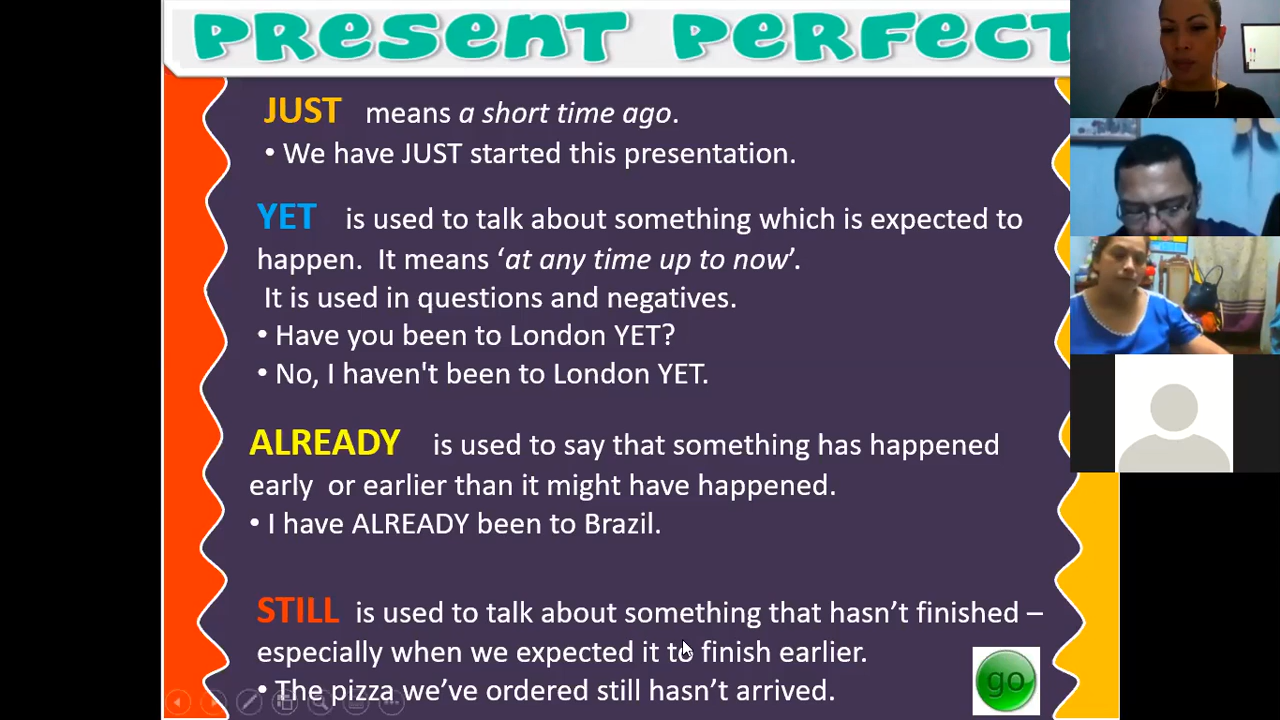 PRESENT PERFECT
JUST means a short time ago.
• We have JUST started this presentation.
YET is used to talk about something which is expected to
happen. It means ‘at any time up to now’.
It is used in questions and negatives.
• Have you been to London YET?
• No, I haven't been to London YET.
ALREADY is used to say that something has happened
early or earlier than it might have happened.
• I have ALREADY been to Brazil.
STILL is used to talk about something that hasn’t finished –
especially when we expected it to finish earlier.
• The pizza we’ve ordered still hasn’t arrived.
go